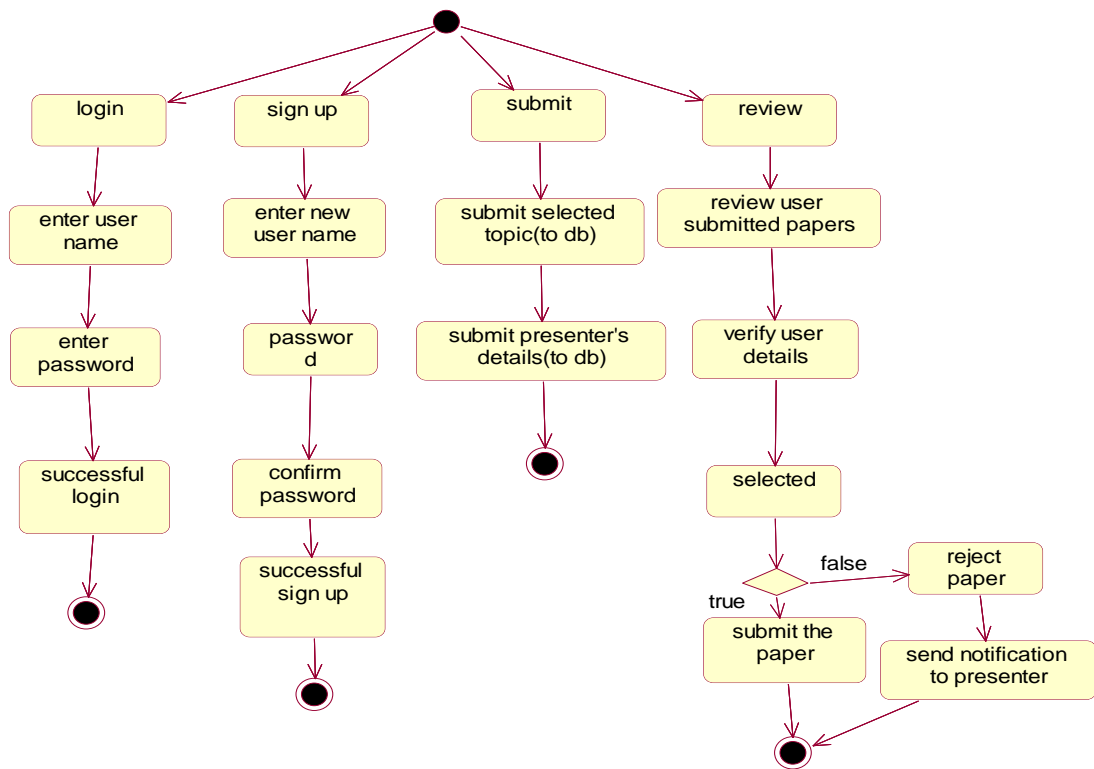 login
sign up
submit
review
enter user
name
enter new
user name
submit selected
topic(to db)
review user
submitted papers
enter
password
passwor
d
submit presenter's
details(to db)
verify user
details
successful
login
confirm
password
selected
successful
sign up
false
reject
paper
true
submit the
paper
send notification
to presenter